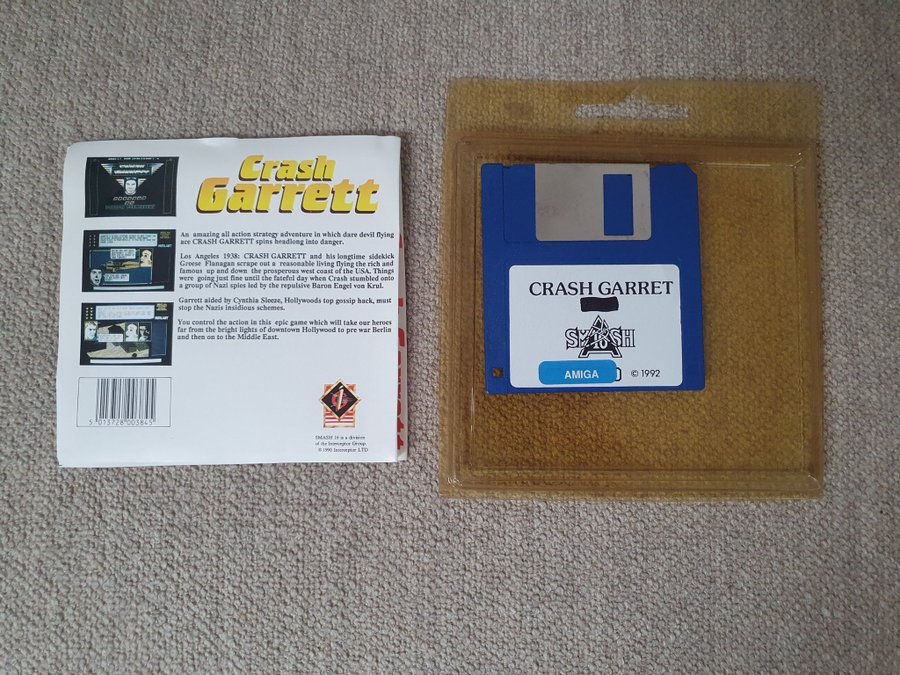 Crash
Garrett
An amazing all action strategy adventure in which dare devil flying
ace CRASH GARRETT spins headlong into danger.
Los Angeles 1938: CRASH GARRETT and his longtime sidekick
Greese Flanagan scrape out a reasonable living flying the rich and
famous up and down the prosperous west coast of the USA. Things
were going just fine until the fateful day when Crash stumbled onto
a group of Nazi spies led by the repulsive Baron Engel von Krul.
Garrett aided by Cynthia Sleeze, Hollywoods top gossip hack, must
stop the Nazis insidious schemes.
You control the action in this epic game which will take our heroes
far from the bright lights of downtown Hollywood to pre war Berlin
and then on to the Middle East.
5 013728 003845
SMASH 16 is a division
of the Interceptor Group.
© 1990 Interceptor LTD
CRASH GARRET
SMASH
16
AMIGA
© 1992